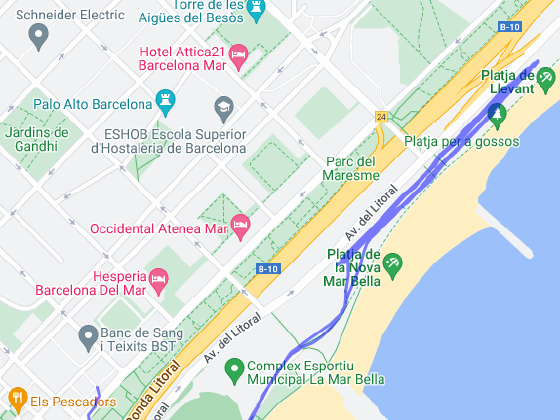 Torre de les
Aigües del Besòs
Schneider Electric
B-10
Hotel Attica21
Barcelona Mar
Platja de
Llevant
Palo Alto Barcelona
24
Jardins de
Gandhi
ESHOB Escola Superior
d'Hostaleria de Barcelona
Platja per a gossos
Parc del
Maresme
Av. del Litoral
Occidental Atenea Mar
Platja de
la Nova
Mar Bella
B-10
Hesperia
Barcelona Del Mar
Banc de Sang
i Teixits BST
Av. del Litoral
Complex Esportiu
Municipal La Mar Bella
Ronda Litoral
Els Pescadors